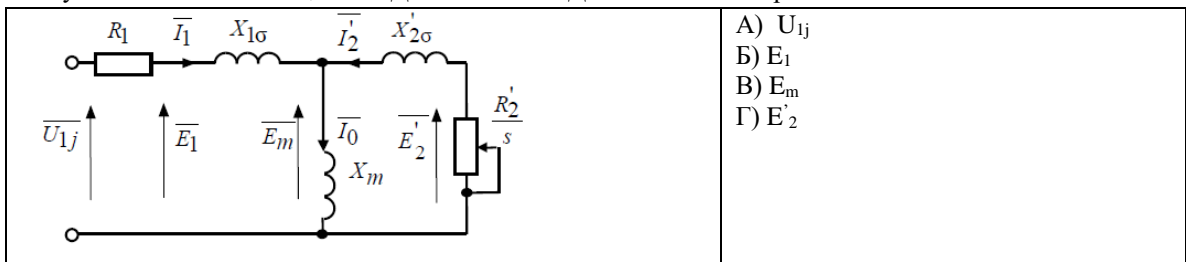 R1 I1 X1σ I'2 X'2σ
U1j E1 Em I0 E'2 R'2/s
Xm
А) U1j
Б) E1
В) Em
Г) E’2